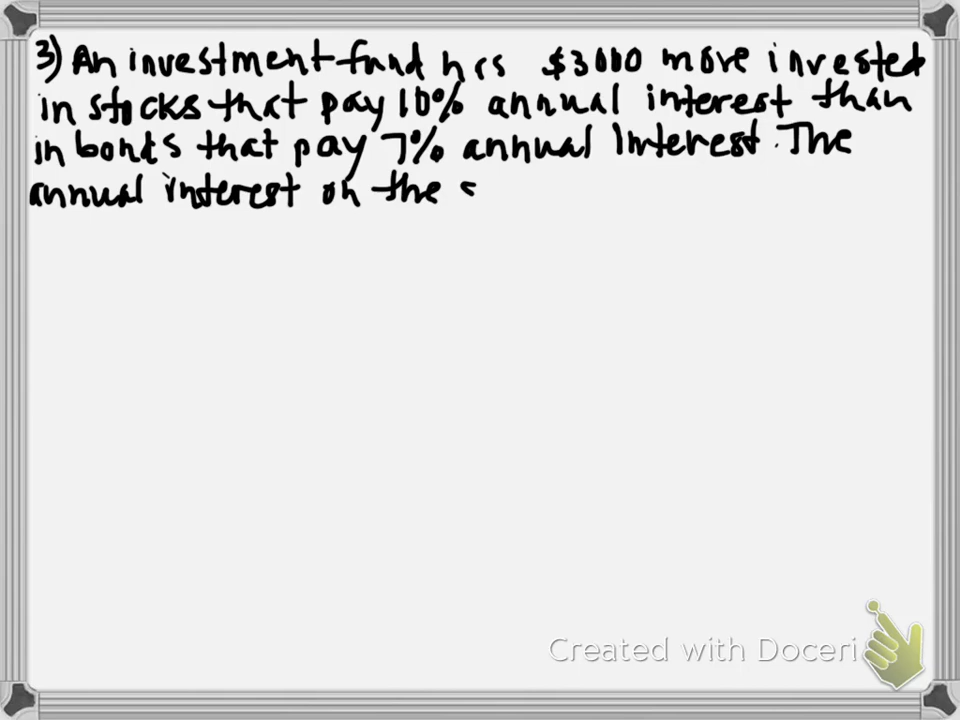 3) An investment fund has $3000 more invested
in stocks that pay 10% annual interest than
in bonds that pay 7% annual interest. The
annual interest on the s
Created with Doceri